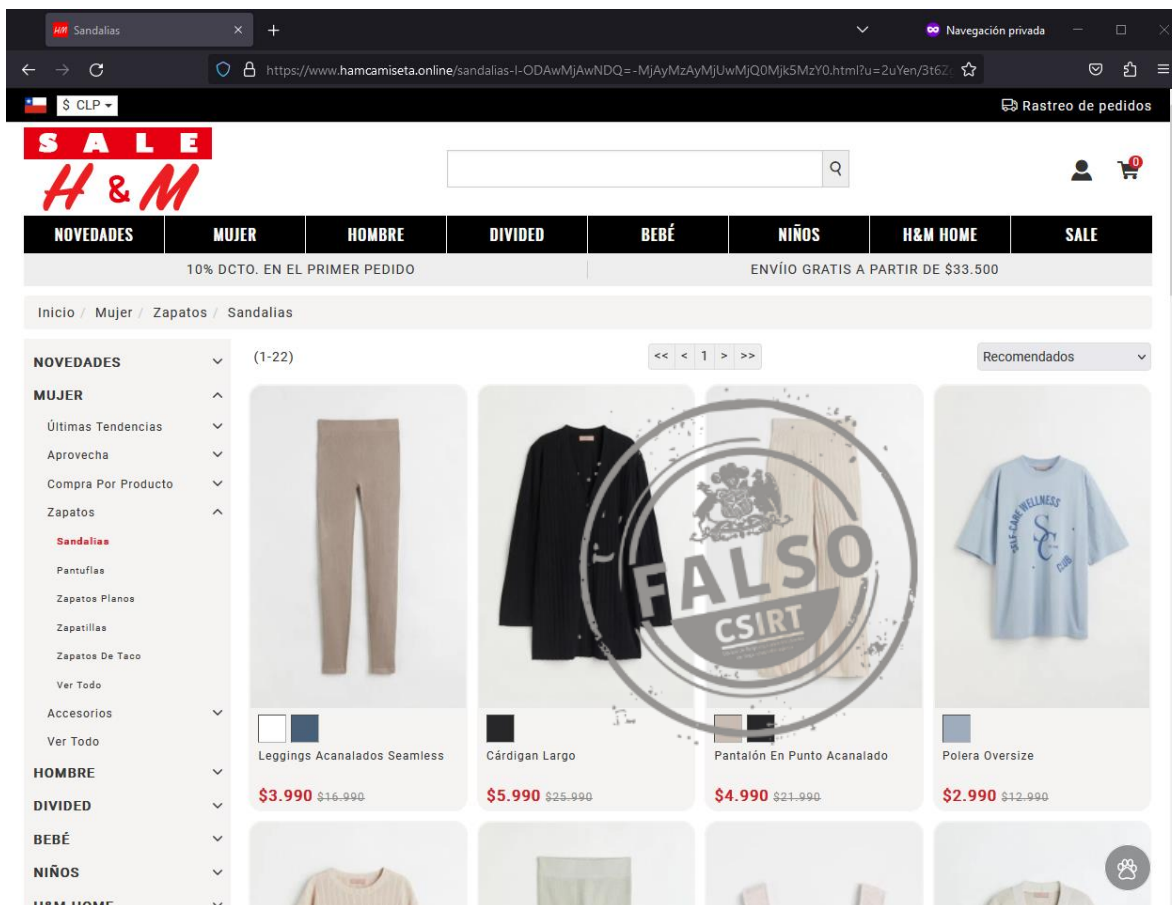 Sandalias
Navegación privada
https://www.hamcamiseta.online/sandalias-l-ODAwMjAwNDQ=-MjAyMzAyMjUwMjQ0Mjk5MzY0.html?u=2uYen/3t6Z
$ CLP
Rastreo de pedidos
SALE
H & M
0
NOVEDADES MUJER HOMBRE DIVIDED BEBÉ NIÑOS H&M HOME SALE
10% DCTO. EN EL PRIMER PEDIDO ENVÍIO GRATIS A PARTIR DE $33.500
Inicio / Mujer / Zapatos / Sandalias
(1-22) << < 1 > >> Recomendados
NOVEDADES
MUJER
Últimas Tendencias
Aprovecha
Compra Por Producto
Zapatos
Sandalias
Pantuflas
Zapatos Planos
Zapatillas
Zapatos De Taco
Ver Todo
Accesorios
Ver Todo
HOMBRE
DIVIDED
BEBÉ
NIÑOS
H&M HOME
SELF-CARE WELLNESS
SC
CLUB
FALSO
CSIRT
Leggings Acanalados Seamless
$3.990 $16.990
Cárdigan Largo
$5.990 $25.990
Pantalón En Punto Acanalado
$4.990 $21.990
Polera Oversize
$2.990 $12.990